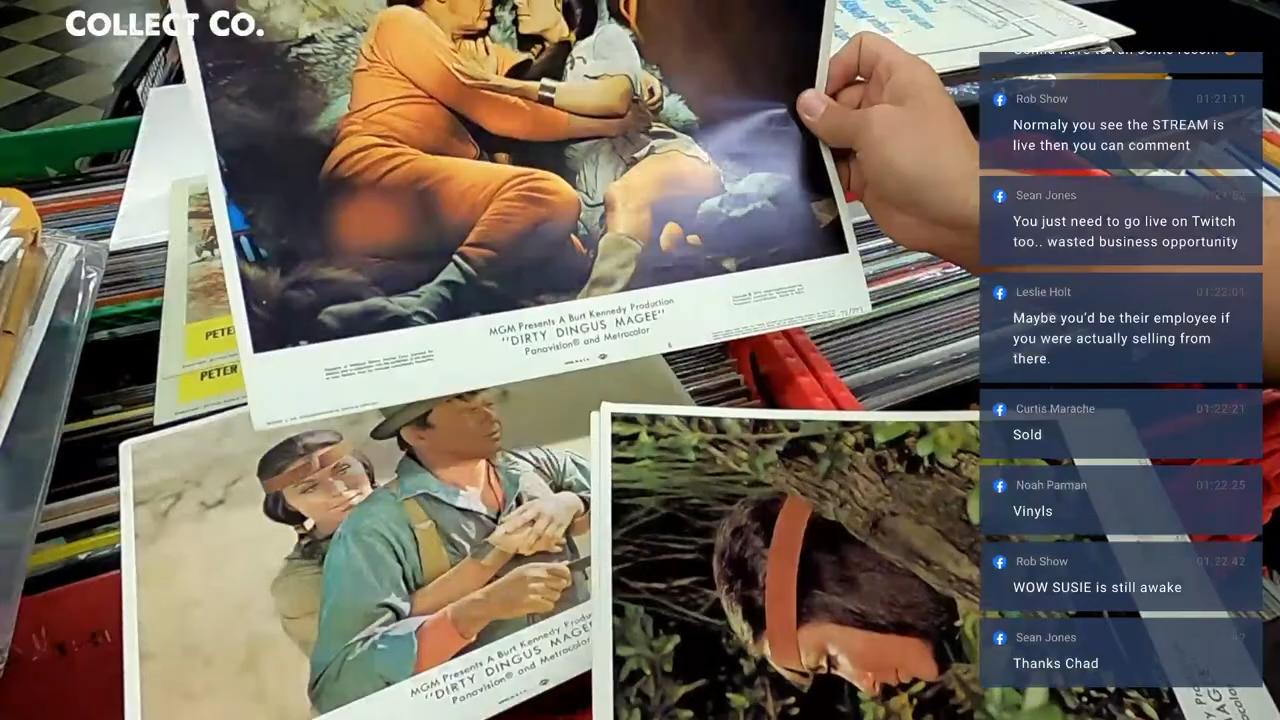 COLLECT CO.
MGM Presents A Burt Kennedy Production
"DIRTY DINGUS MAGEE"
Panavision® and Metrocolor
6
PETER
PETER
MGM Presents A Burt Kennedy Produ
"DIRTY DINGUS MAGEE
Panavision® and Metrocolor
Rob Show
01:21:11
Normaly you see the STREAM is
live then you can comment
Sean Jones
You just need to go live on Twitch
too.. wasted business opportunity
Leslie Holt
01:22:01
Maybe you'd be their employee if
you were actually selling from
there.
Curtis Marache
01:22:21
Sold
Noah Parman
01:22:25
Vinyls
Rob Show
01:22:42
WOW SUSIE is still awake
Sean Jones
Thanks Chad